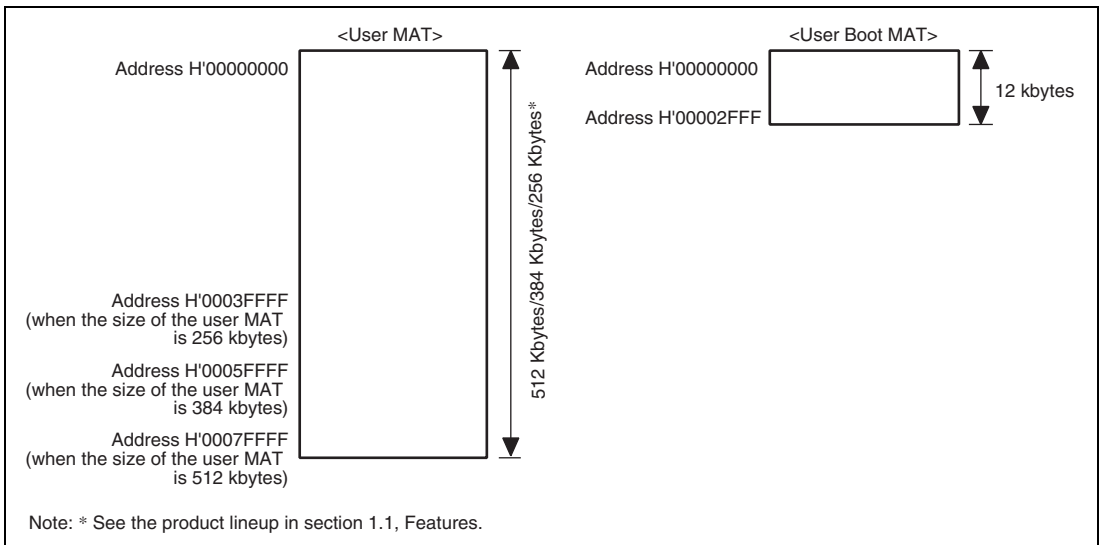 <User MAT>
Address H'00000000
Address H'0003FFFF
(when the size of the user MAT
is 256 kbytes)
Address H'0005FFFF
(when the size of the user MAT
is 384 kbytes)
Address H'0007FFFF
(when the size of the user MAT
is 512 kbytes)
512 Kbytes/384 Kbytes/256 Kbytes*
<User Boot MAT>
Address H'00000000
Address H'00002FFF
12 kbytes
Note: * See the product lineup in section 1.1, Features.